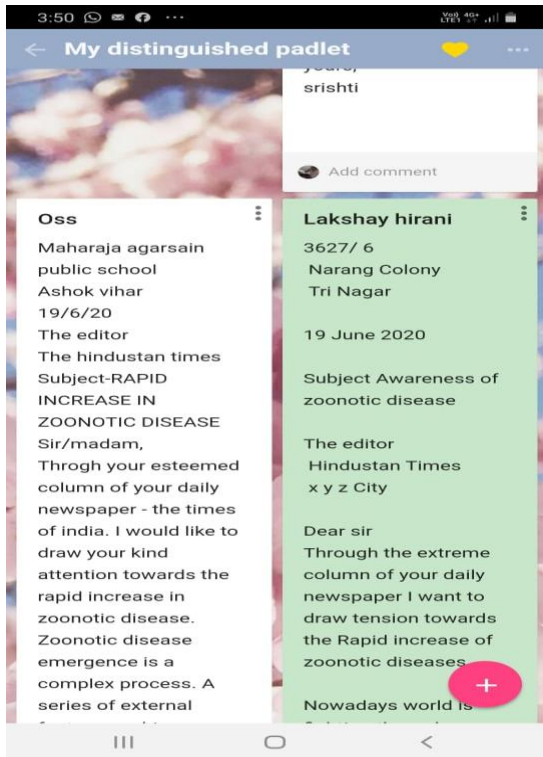 3:50
Vo)) 4G+
LTE1
My distinguished padlet
yours,
srishti
Add comment
Oss
Maharaja agarsain
public school
Ashok vihar
19/6/20
The editor
The hindustan times
Subject-RAPID
INCREASE IN
ZOONOTIC DISEASE
Sir/madam,
Throgh your esteemed
column of your daily
newspaper - the times
of india. I would like to
draw your kind
attention towards the
rapid increase in
zoonotic disease.
Zoonotic disease
emergence is a
complex process. A
series of external
Lakshay hirani
3627/ 6
Narang Colony
Tri Nagar
19 June 2020
Subject Awareness of
zoonotic disease
The editor
Hindustan Times
x y z City
Dear sir
Through the extreme
column of your daily
newspaper I want to
draw tension towards
the Rapid increase of
zoonotic diseases
Nowadays world is